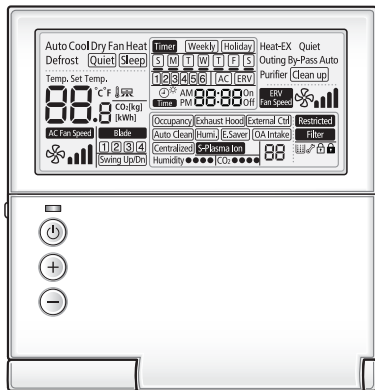 Auto Cool Dry Fan Heat
Defrost Quiet Sleep
Temp. Set Temp.
88.8 °C °F
CO₂[kg]
[kWh]
AC Fan Speed Blade
1 2 3 4
Swing Up/Dn
Timer Weekly Holiday
S M T W T F S
1 2 3 4 5 6 AC ERV
Time AM PM 88:88 On Off
Heat-EX Quiet
Outing By-Pass Auto
Purifier Clean up
ERV Fan Speed
Occupancy Exhaust Hood External Ctrl Restricted
Auto Clean Humi. E.Saver OA Intake Filter
Centralized S-Plasma Ion 88
Humidity CO₂